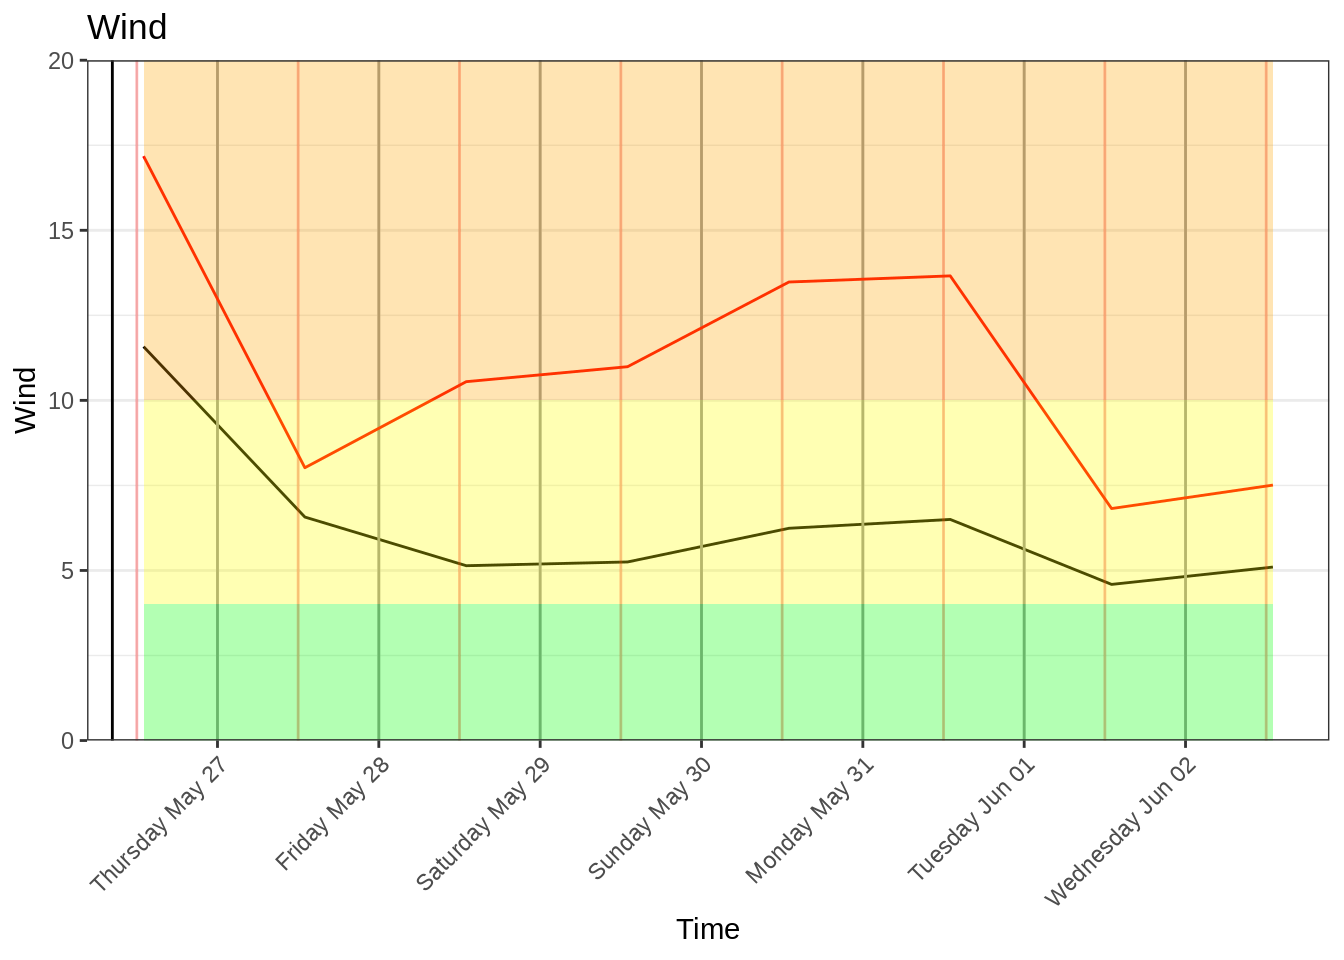 Wind
20
15
10
5
0
Wind
Thursday May 27
Friday May 28
Saturday May 29
Sunday May 30
Monday May 31
Tuesday Jun 01
Wednesday Jun 02
Time